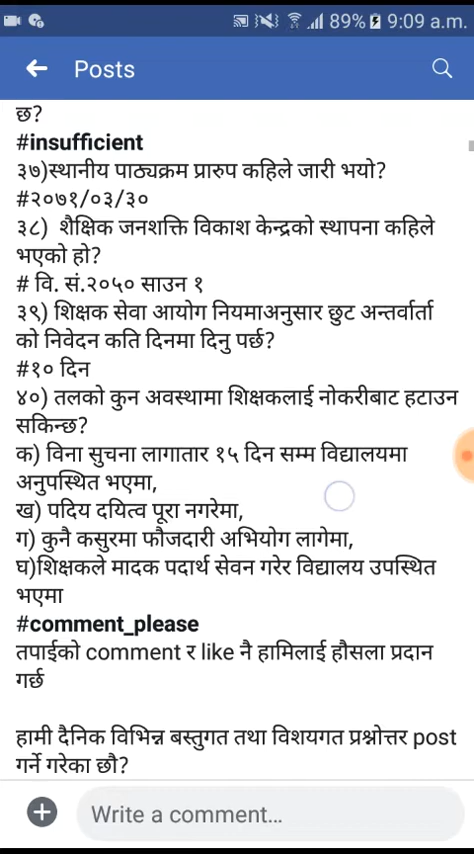 89% 9:09 a.m.
Posts
छ?
#insufficient
३७)स्थानीय पाठ्यक्रम प्रारुप कहिले जारी भयो?
#२०७१/०३/३०
३८) शैक्षिक जनशक्ति विकाश केन्द्रको स्थापना कहिले
भएको हो?
# वि. सं.२०५० साउन १
३९) शिक्षक सेवा आयोग नियमाअनुसार छुट अन्तर्वार्ता
को निवेदन कति दिनमा दिनु पर्छ?
#१० दिन
४०) तलको कुन अवस्थामा शिक्षकलाई नोकरीबाट हटाउन
सकिन्छ?
क) विना सुचना लागातार १५ दिन सम्म विद्यालयमा
अनुपस्थित भएमा,
ख) पदिय दयित्व पूरा नगरेमा,
ग) कुनै कसुरमा फौजदारी अभियोग लागेमा,
घ)शिक्षकले मादक पदार्थ सेवन गरेर विद्यालय उपस्थित
भएमा
#comment_please
तपाईको comment र like नै हामिलाई हौसला प्रदान
गर्छ
हामी दैनिक विभिन्न बस्तुगत तथा विशयगत प्रश्नोत्तर post
गर्ने गरेका छौ?
Write a comment...